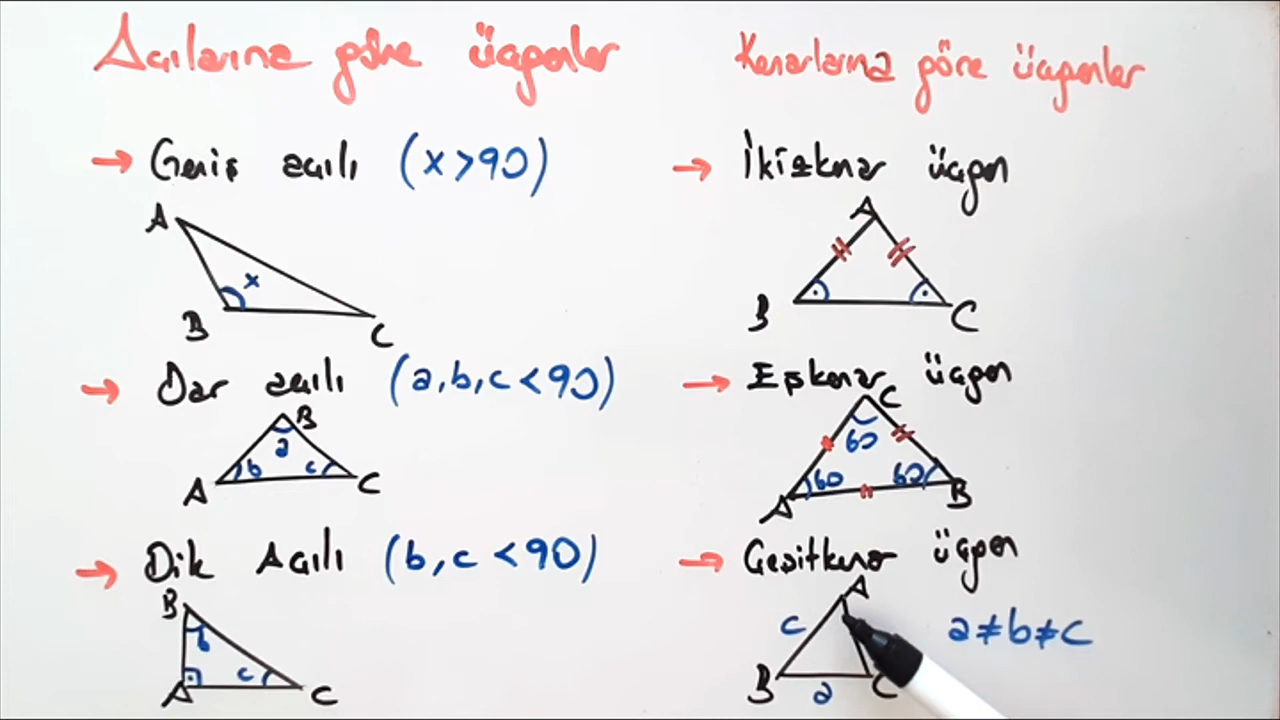 Açılarına göre üçgenler
→ Geniş açılı (x>90)
A
x
B
C
→ Dar açılı (a,b,c<90)
B
a
b c
A C
→ Dik Açılı (b,c<90)
B
b
c
A C
Kenarlarına göre üçgenler
→ İkizkenar üçgen
A
B C
→ Eşkenar üçgen
C
60
60 60
A B
→ Çeşitkenar üçgen
A
c a≠b≠c
B C
a